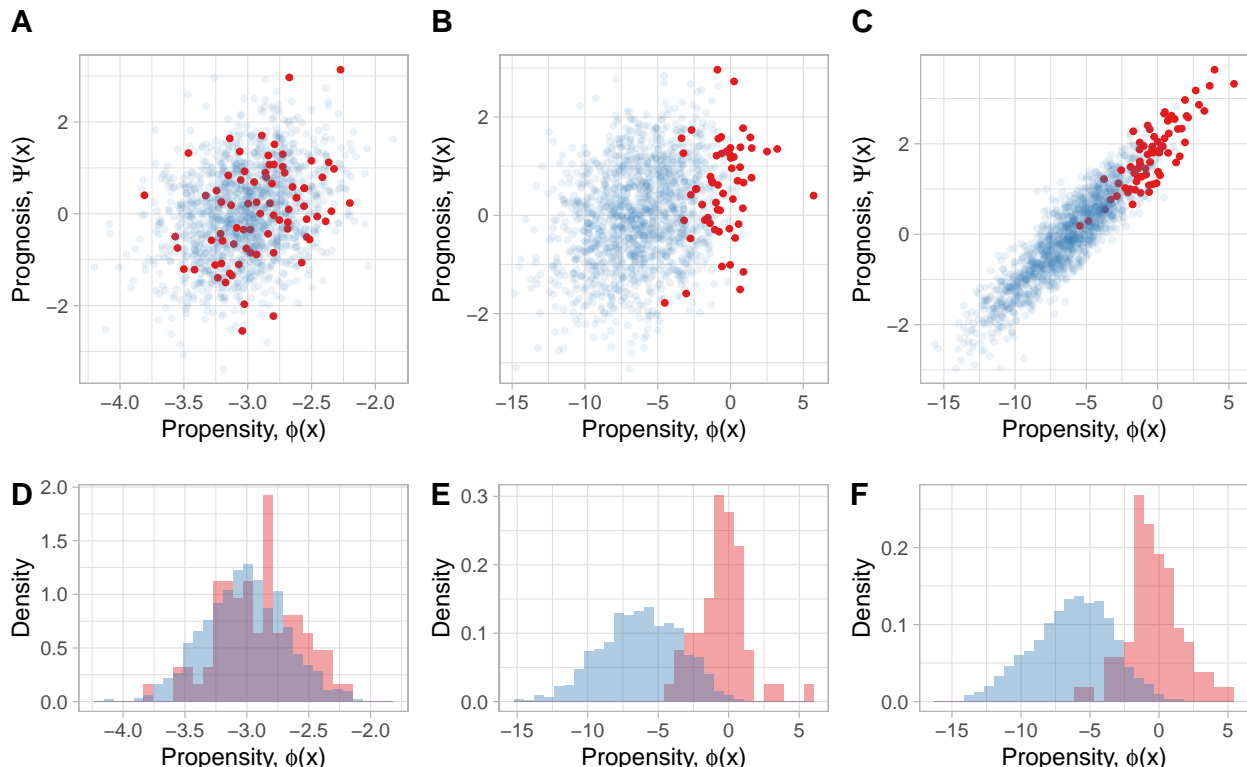 A
B
C
Prognosis, Ψ(x)
2
0
−2
−4.0 −3.5 −3.0 −2.5 −2.0
Propensity, ϕ(x)
Prognosis, Ψ(x)
2
0
−2
−15 −10 −5 0 5
Propensity, ϕ(x)
Prognosis, Ψ(x)
2
0
−2
−15 −10 −5 0 5
Propensity, ϕ(x)
D
E
F
Density
2.0
1.5
1.0
0.5
0.0
−4.0 −3.5 −3.0 −2.5 −2.0
Propensity, ϕ(x)
Density
0.3
0.2
0.1
0.0
−15 −10 −5 0 5
Propensity, ϕ(x)
Density
0.2
0.1
0.0
−15 −10 −5 0 5
Propensity, ϕ(x)